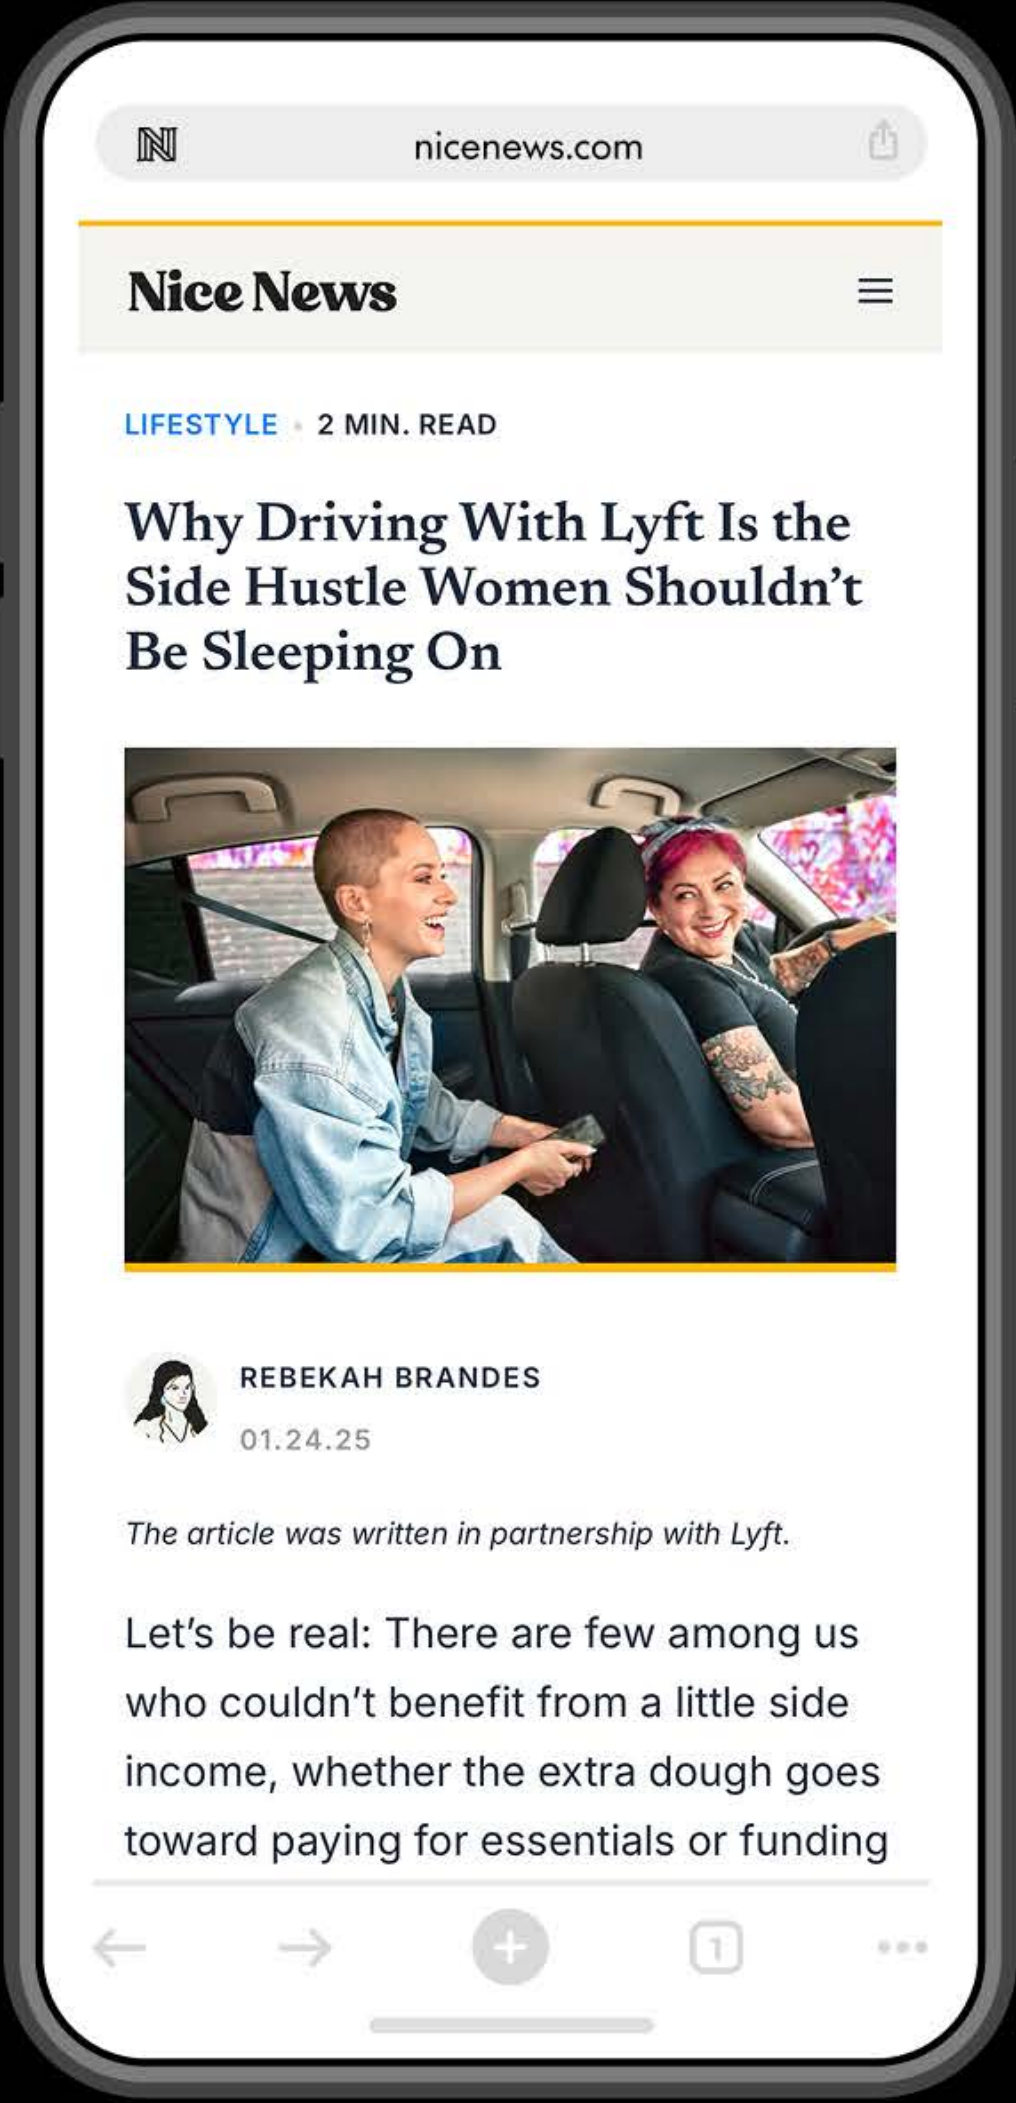 nicenews.com
Nice News
LIFESTYLE • 2 MIN. READ
Why Driving With Lyft Is the
Side Hustle Women Shouldn’t
Be Sleeping On
REBEKAH BRANDES
01.24.25
The article was written in partnership with Lyft.
Let’s be real: There are few among us
who couldn’t benefit from a little side
income, whether the extra dough goes
toward paying for essentials or funding
1